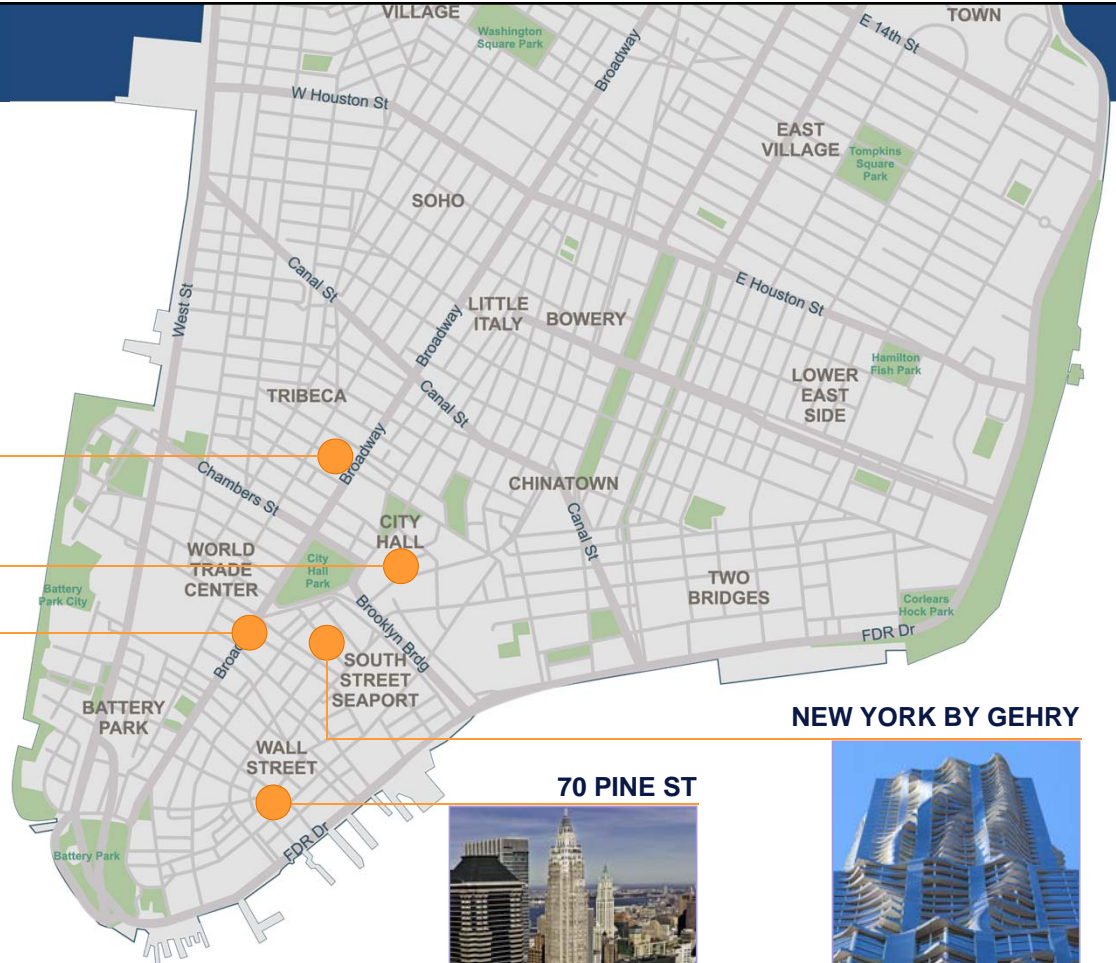 VILLAGE
TOWN
Washington
Square Park
Broadway
E 14th St
W Houston St
EAST
VILLAGE
Tompkins
Square
Park
SOHO
Canal St
West St
E Houston St
LITTLE
ITALY
BOWERY
Broadway
Hamilton
Fish Park
LOWER
EAST
SIDE
TRIBECA
Canal St
Broadway
Chambers St
CHINATOWN
Canal St
CITY
HALL
WORLD
TRADE
CENTER
City
Hall
Park
TWO
BRIDGES
Battery
Park City
Corlears
Hock Park
Brooklyn Brdg
FDR Dr
Broa
SOUTH
STREET
SEAPORT
BATTERY
PARK
NEW YORK BY GEHRY
WALL
STREET
70 PINE ST
FDR Dr
Battery Park